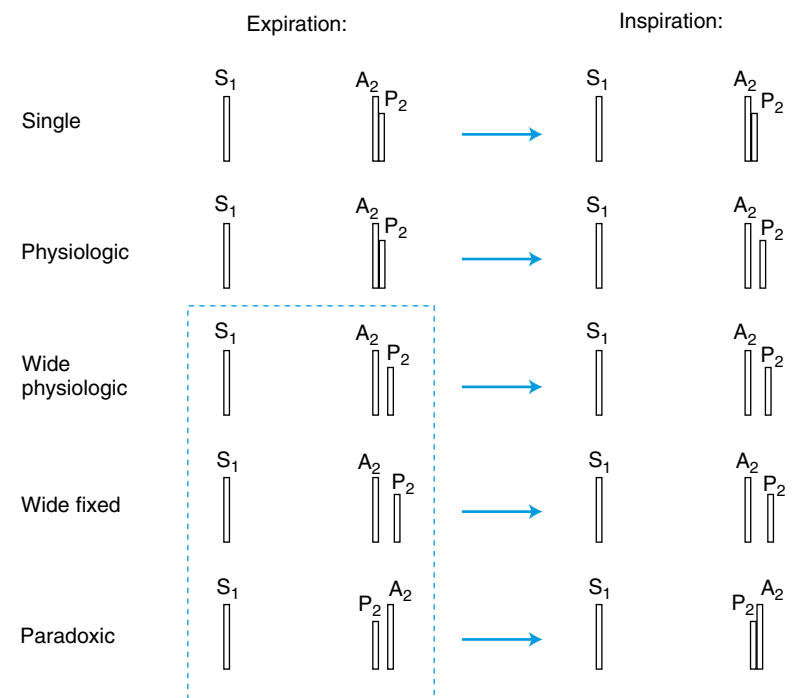 Expiration: Inspiration:
S₁ A₂ P₂ S₁ A₂ P₂
Single
S₁ A₂ P₂ S₁ A₂ P₂
Physiologic
S₁ A₂ P₂ S₁ A₂ P₂
Wide
physiologic
S₁ A₂ P₂ S₁ A₂ P₂
Wide fixed
S₁ P₂ A₂ S₁ P₂ A₂
Paradoxic